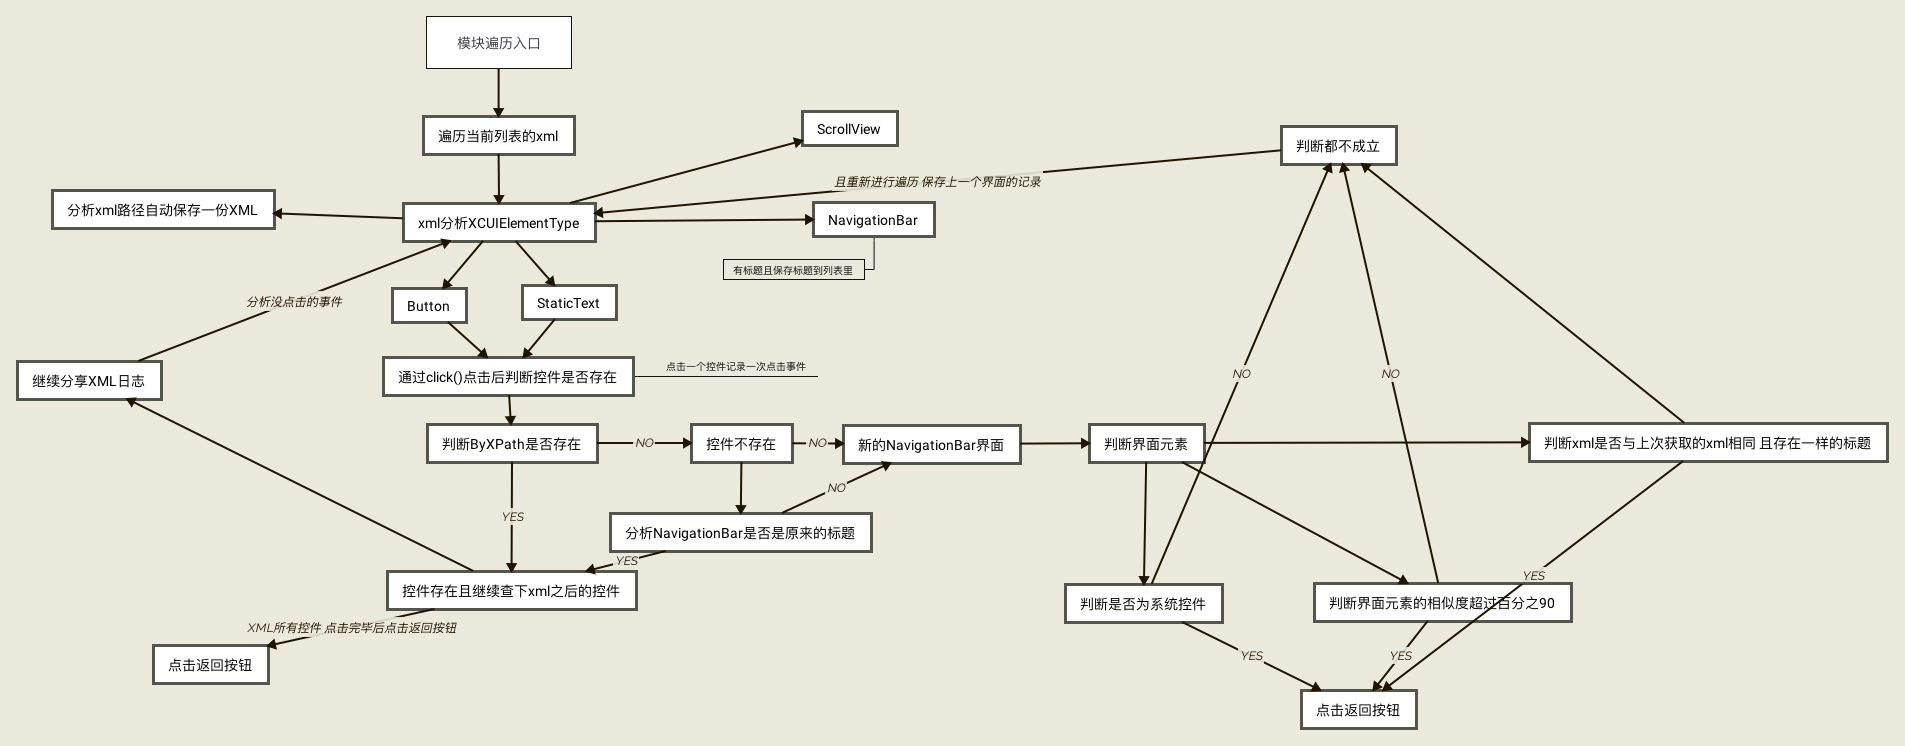 模块遍历入口
遍历当前列表的xml
ScrollView
判断都不成立
且重新进行遍历 保存上一个界面的记录
分析xml路径自动保存一份XML
xml分析XCUIElementType
NavigationBar
有标题且保存标题到列表里
分析没点击的事件
Button
StaticText
继续分享XML日志
通过click()点击后判断控件是否存在
点击一个控件记录一次点击事件
NO
NO
判断ByXPath是否存在
NO
控件不存在
NO
新的NavigationBar界面
判断界面元素
判断xml是否与上次获取的xml相同 且存在一样的标题
NO
YES
分析NavigationBar是否是原来的标题
YES
YES
控件存在且继续查下xml之后的控件
判断是否为系统控件
判断界面元素的相似度超过百分之90
XML所有控件 点击完毕后点击返回按钮
YES
YES
点击返回按钮
点击返回按钮